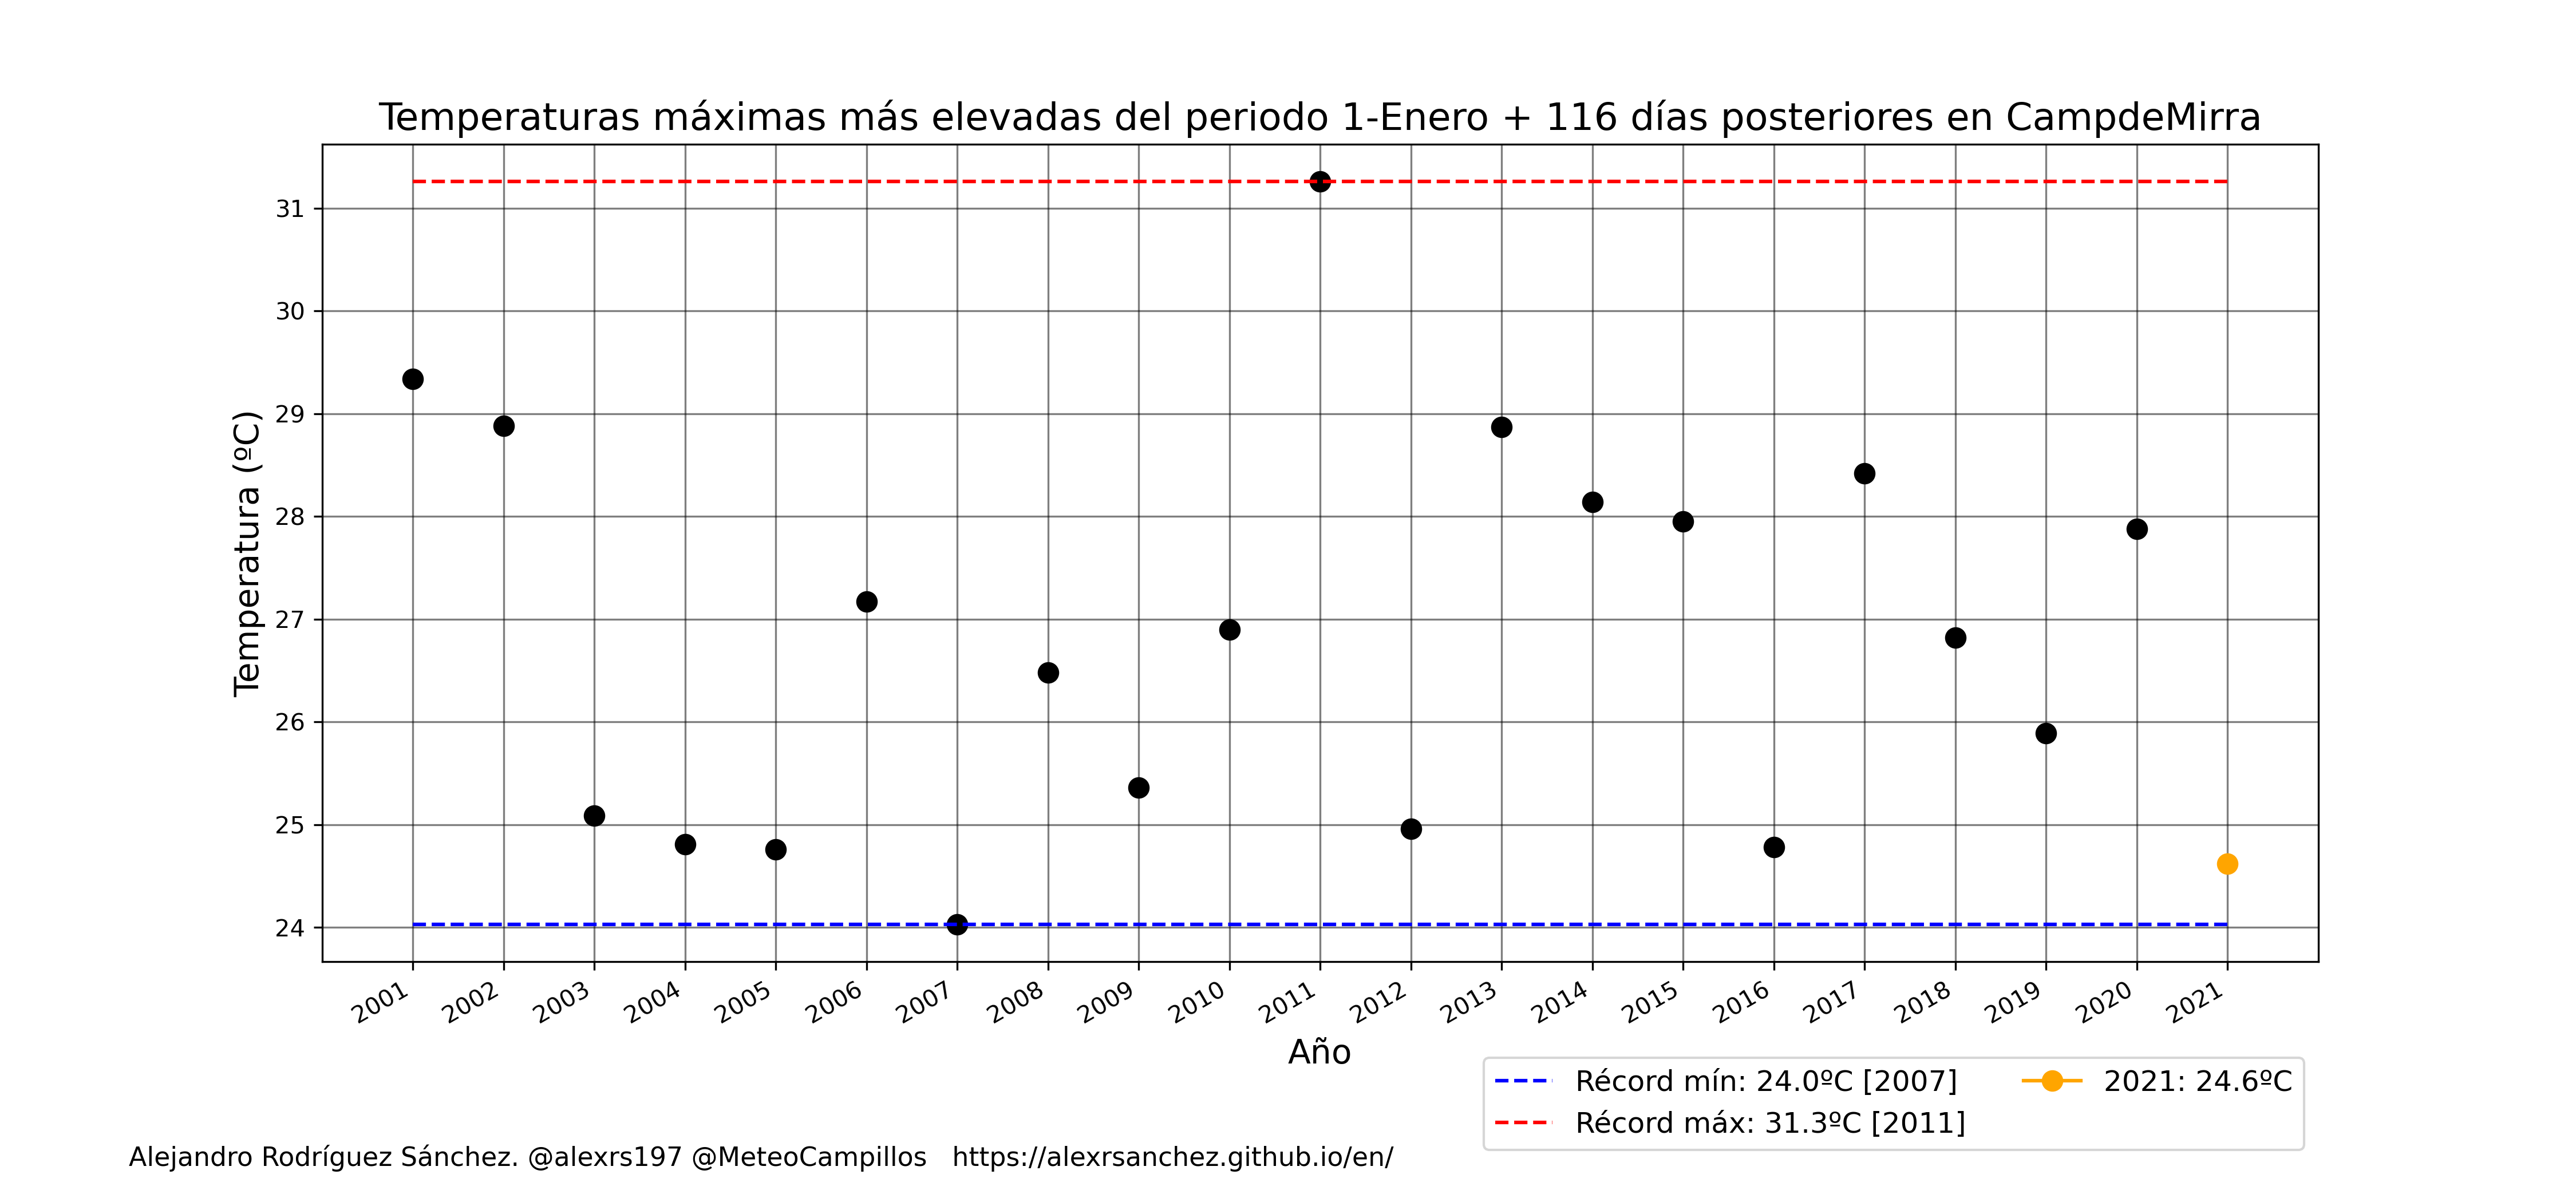 Temperaturas máximas más elevadas del periodo 1-Enero + 116 días posteriores en CampdeMirra
Temperatura (ºC)
31
30
29
28
27
26
25
24
2001 2002 2003 2004 2005 2006 2007 2008 2009 2010 2011 2012 2013 2014 2015 2016 2017 2018 2019 2020 2021
Año
Récord mín: 24.0ºC [2007]
Récord máx: 31.3ºC [2011]
2021: 24.6ºC
Alejandro Rodríguez Sánchez. @alexrs197 @MeteoCampillos https://alexrsanchez.github.io/en/